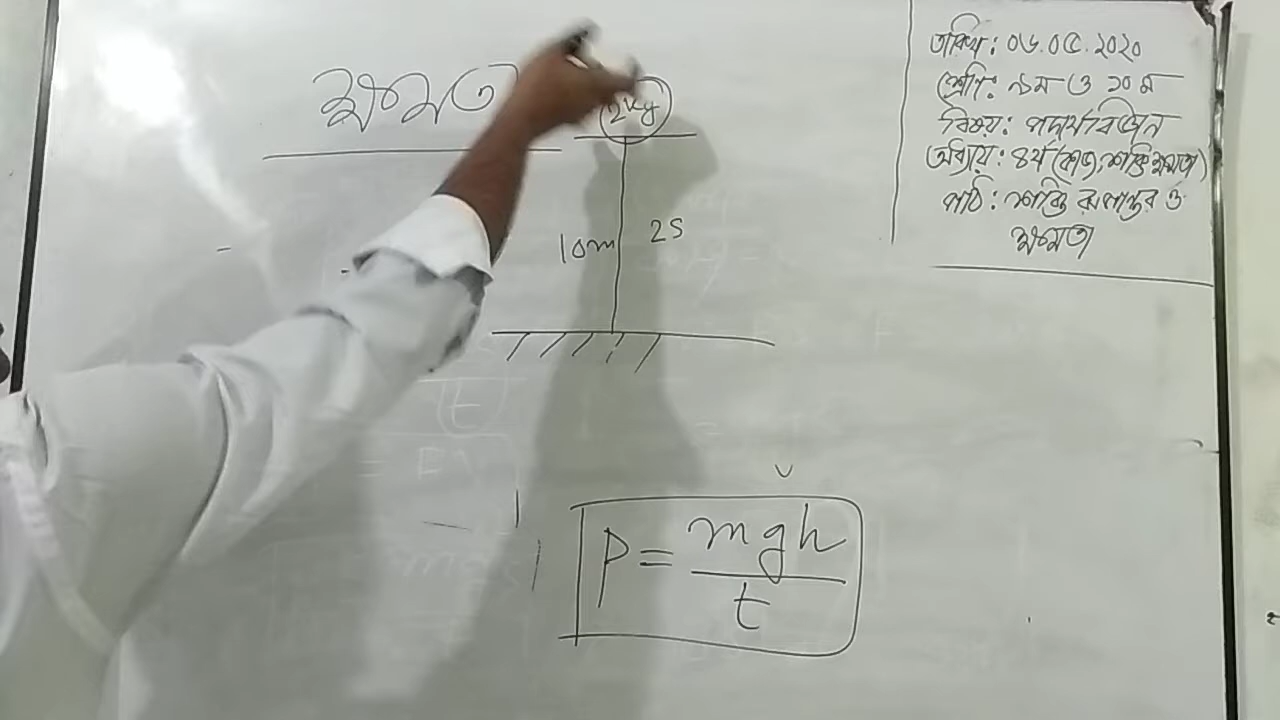 ক্ষমতা
2kg
10m 2s
P = mgh/t
তারিখ: ০৬.০৫.২০২০
শ্রেণি: ৯ম ও ১০ম
বিষয়: পদার্থবিজ্ঞান
অধ্যায়: ৪র্থ (কাজ, শক্তি ক্ষমতা)
পাঠ: শক্তি রূপান্তর ও
ক্ষমতা